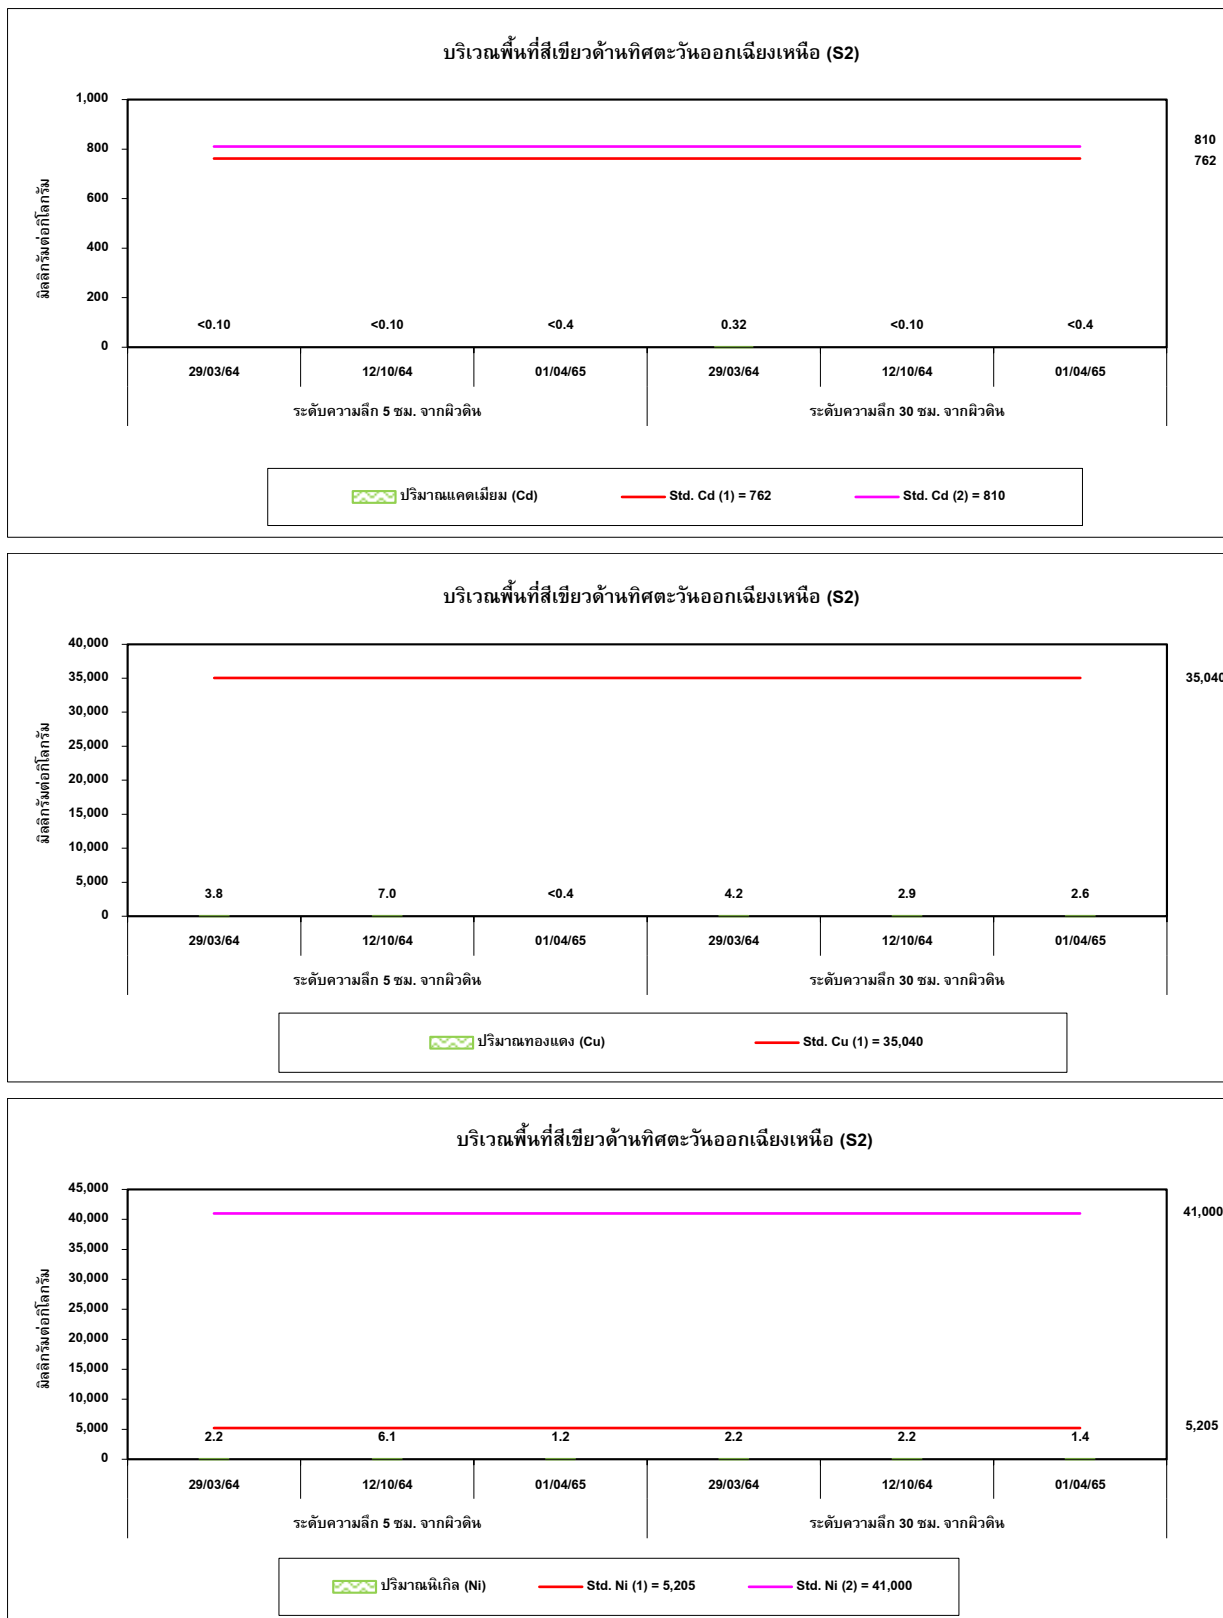 บริเวณพื้นที่สีเขียวด้านทิศตะวันออกเฉียงเหนือ (S2)
มิลลิกรัมต่อกิโลกรัม
1,000
800
600
400
200
0
810
762
<0.10 <0.10 <0.4 0.32 <0.10 <0.4
29/03/64 12/10/64 01/04/65 29/03/64 12/10/64 01/04/65
ระดับความลึก 5 ซม. จากผิวดิน ระดับความลึก 30 ซม. จากผิวดิน
ปริมาณแคดเมียม (Cd) Std. Cd (1) = 762 Std. Cd (2) = 810
บริเวณพื้นที่สีเขียวด้านทิศตะวันออกเฉียงเหนือ (S2)
มิลลิกรัมต่อกิโลกรัม
40,000
35,000
30,000
25,000
20,000
15,000
10,000
5,000
0
35,040
3.8 7.0 <0.4 4.2 2.9 2.6
29/03/64 12/10/64 01/04/65 29/03/64 12/10/64 01/04/65
ระดับความลึก 5 ซม. จากผิวดิน ระดับความลึก 30 ซม. จากผิวดิน
ปริมาณทองแดง (Cu) Std. Cu (1) = 35,040
บริเวณพื้นที่สีเขียวด้านทิศตะวันออกเฉียงเหนือ (S2)
มิลลิกรัมต่อกิโลกรัม
45,000
40,000
35,000
30,000
25,000
20,000
15,000
10,000
5,000
0
41,000
5,205
2.2 6.1 1.2 2.2 2.2 1.4
29/03/64 12/10/64 01/04/65 29/03/64 12/10/64 01/04/65
ระดับความลึก 5 ซม. จากผิวดิน ระดับความลึก 30 ซม. จากผิวดิน
ปริมาณนิเกิล (Ni) Std. Ni (1) = 5,205 Std. Ni (2) = 41,000